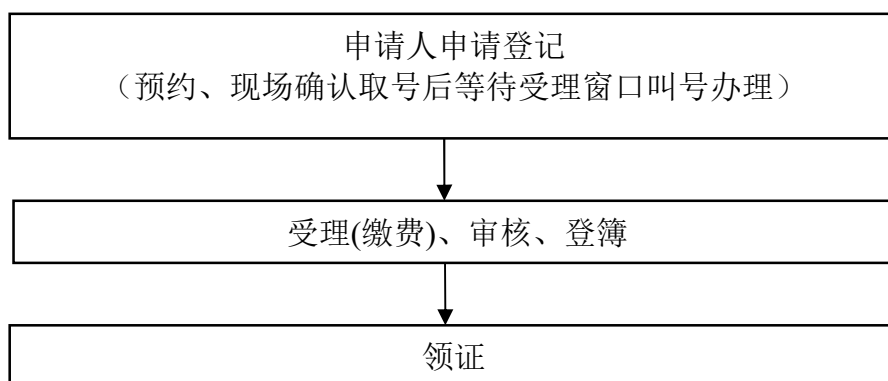 申请人申请登记
（预约、现场确认取号后等待受理窗口叫号办理）
受理(缴费)、审核、登簿
领证